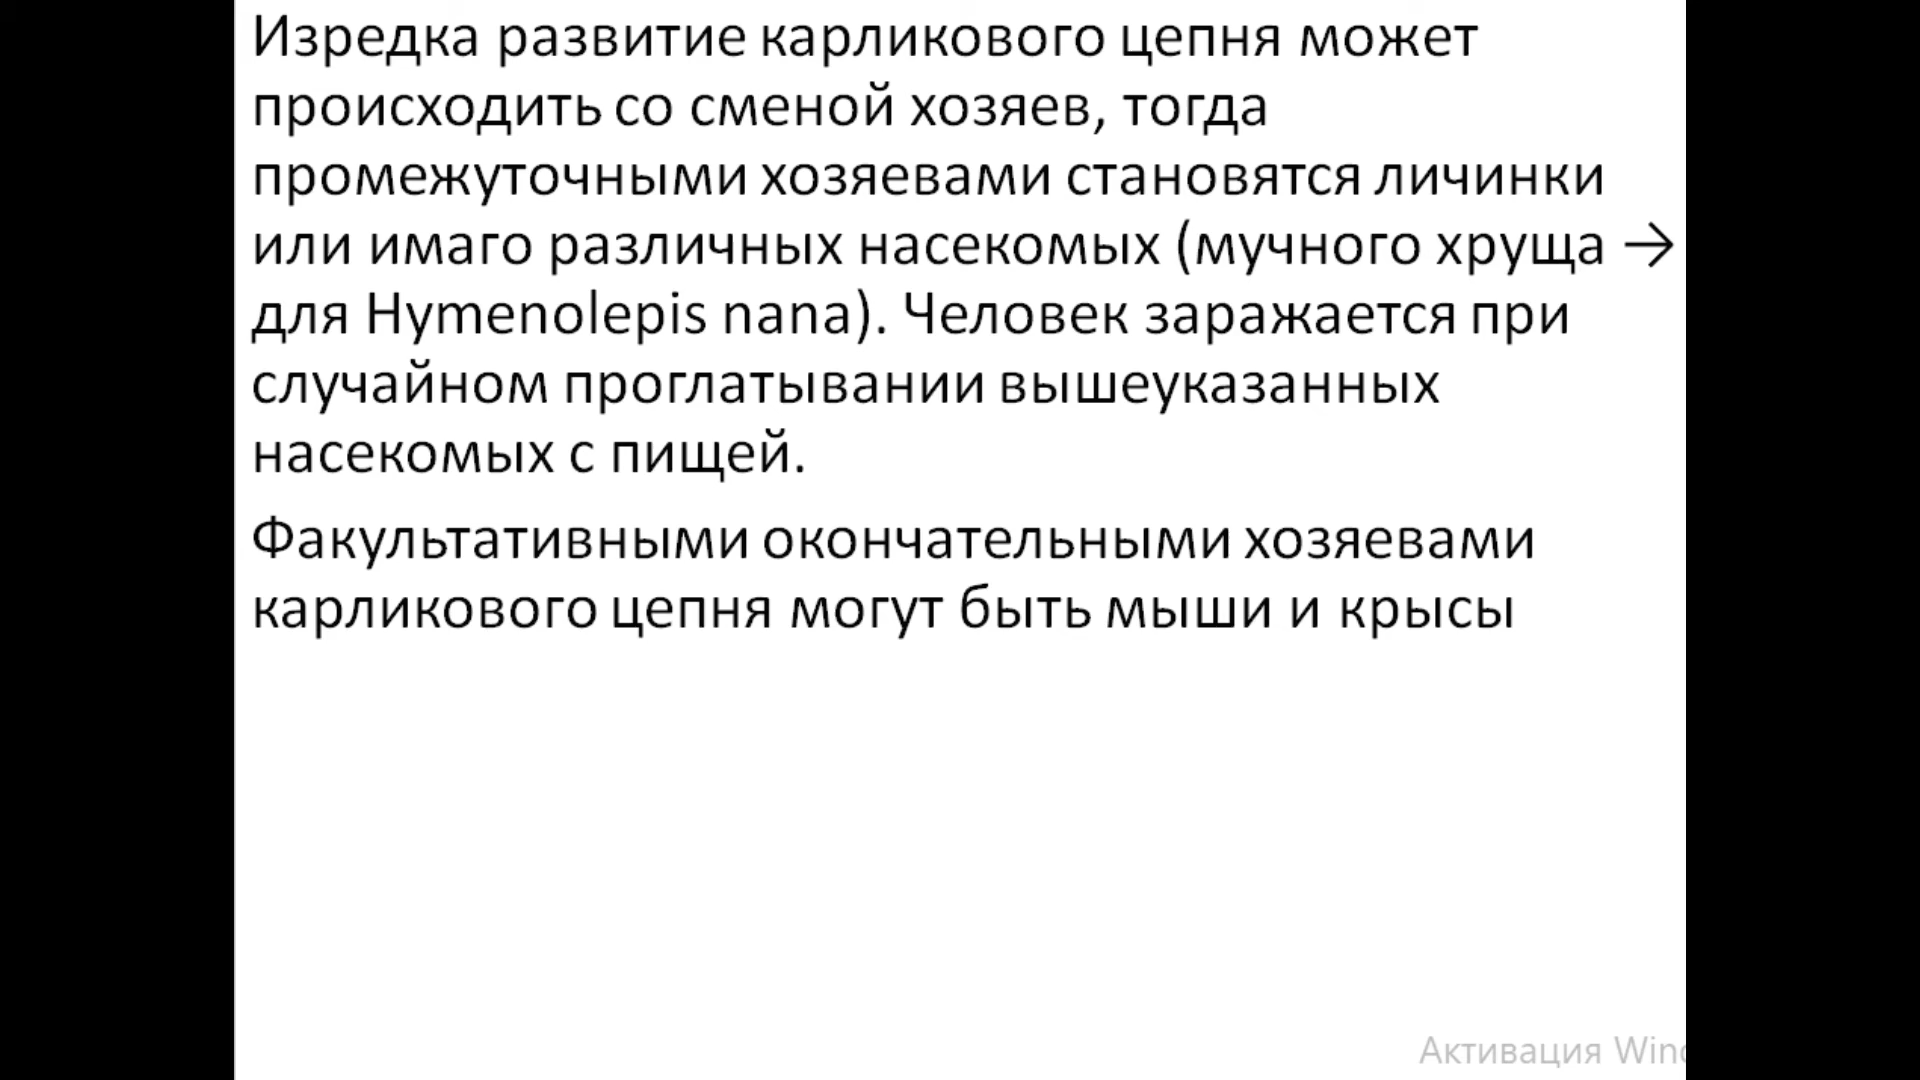 Изредка развитие карликового цепня может
происходить со сменой хозяев, тогда
промежуточными хозяевами становятся личинки
или имаго различных насекомых (мучного хруща →
для Hymenolepis nana). Человек заражается при
случайном проглатывании вышеуказанных
насекомых с пищей.
Факультативными окончательными хозяевами
карликового цепня могут быть мыши и крысы
Активация Win